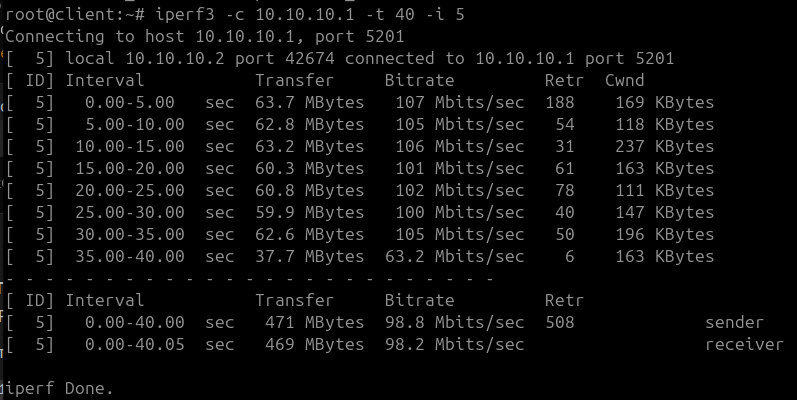 root@client:~# iperf3 -c 10.10.10.1 -t 40 -i 5
Connecting to host 10.10.10.1, port 5201
[  5] local 10.10.10.2 port 42674 connected to 10.10.10.1 port 5201
[ ID] Interval           Transfer     Bitrate         Retr  Cwnd
[  5]   0.00-5.00   sec  63.7 MBytes   107 Mbits/sec  188    169 KBytes
[  5]   5.00-10.00  sec  62.8 MBytes   105 Mbits/sec   54    118 KBytes
[  5]  10.00-15.00  sec  63.2 MBytes   106 Mbits/sec   31    237 KBytes
[  5]  15.00-20.00  sec  60.3 MBytes   101 Mbits/sec   61    163 KBytes
[  5]  20.00-25.00  sec  60.8 MBytes   102 Mbits/sec   78    111 KBytes
[  5]  25.00-30.00  sec  59.9 MBytes   100 Mbits/sec   40    147 KBytes
[  5]  30.00-35.00  sec  62.6 MBytes   105 Mbits/sec   50    196 KBytes
[  5]  35.00-40.00  sec  37.7 MBytes  63.2 Mbits/sec    6    163 KBytes
- - - - - - - - - - - - - - - - - - - - - - - - -
[ ID] Interval           Transfer     Bitrate         Retr
[  5]   0.00-40.00  sec   471 MBytes  98.8 Mbits/sec  508             sender
[  5]   0.00-40.05  sec   469 MBytes  98.2 Mbits/sec                  receiver
iperf Done.